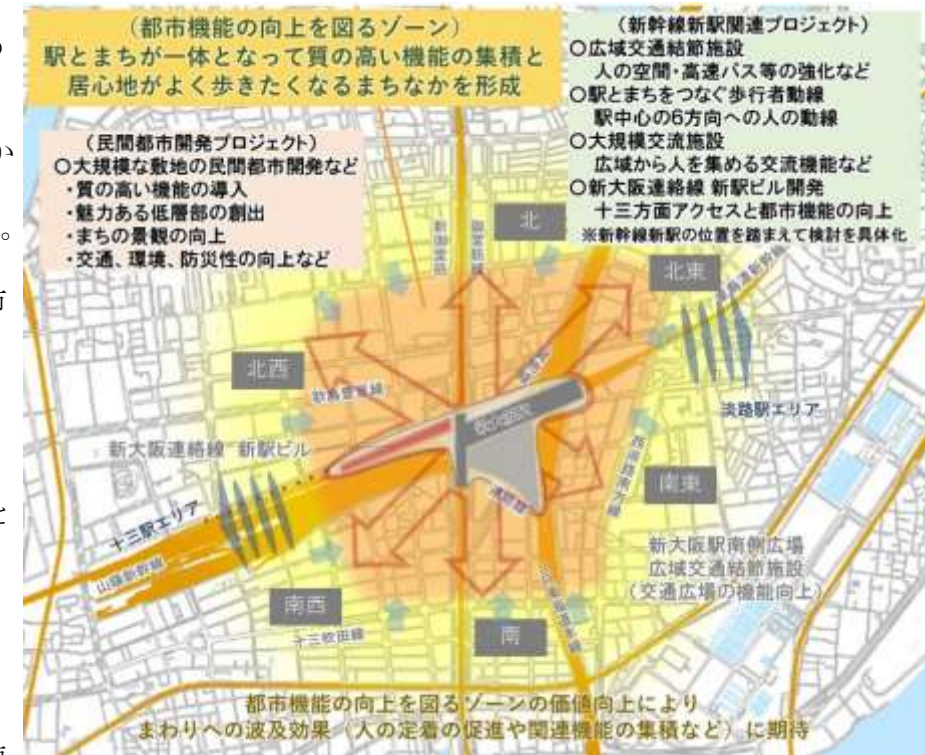 (都市機能の向上を図るゾーン)
駅とまちが一体となって質の高い機能の集積と
居心地がよく歩きたくなるまちなかを形成
(新幹線新駅関連プロジェクト)
○広域交通結節施設
人の空間・高速バス等の強化など
○駅とまちをつなぐ歩行者動線
駅中心の6方向への人の動線
○大規模交流施設
広域から人を集める交流機能など
○新大阪連絡線 新駅ビル開発
十三方面アクセスと都市機能の向上
※新幹線新駅の位置を踏まえて検討を具体化
(民間都市開発プロジェクト)
○大規模な敷地の民間都市開発など
・質の高い機能の導入
・魅力ある低層部の創出
・まちの景観の向上
・交通、環境、防災性の向上など
北
新御堂筋
御堂筋線
北東
東海道新幹線
北西
淡路駅エリア
新大阪連絡線 新駅ビル
南東
十三駅エリア
山陽新幹線
新大阪駅南側広場
広域交通結節施設
(交通広場の機能向上)
南西
十三吹田線
南
都市機能の向上を図るゾーンの価値向上により
まわりへの波及効果(人の定着の促進や関連機能の集積など)に期待